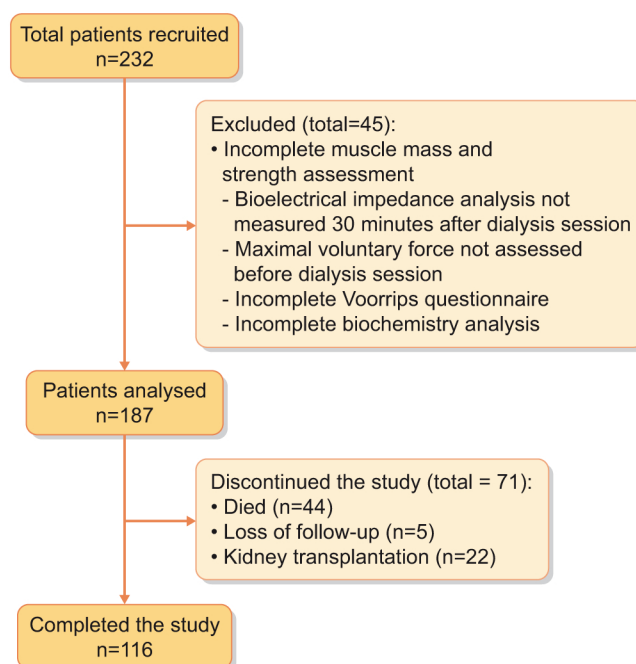 Total patients recruited
n=232
Excluded (total=45):
• Incomplete muscle mass and
strength assessment
- Bioelectrical impedance analysis not
measured 30 minutes after dialysis session
- Maximal voluntary force not assessed
before dialysis session
- Incomplete Voorrips questionnaire
- Incomplete biochemistry analysis
Patients analysed
n=187
Discontinued the study (total = 71):
• Died (n=44)
• Loss of follow-up (n=5)
• Kidney transplantation (n=22)
Completed the study
n=116